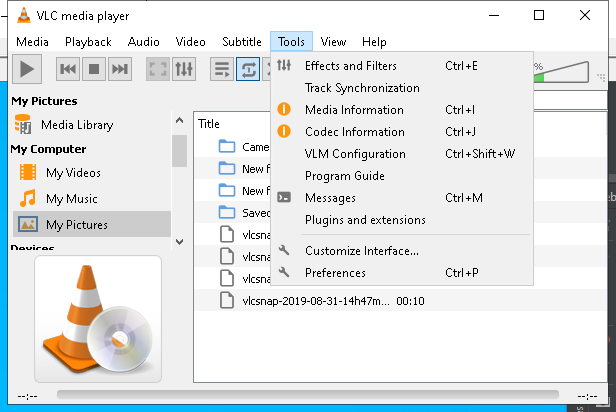 VLC media player
Media Playback Audio Video Subtitle Tools View Help
Effects and Filters Ctrl+E
Track Synchronization
Media Information Ctrl+I
Codec Information Ctrl+J
VLM Configuration Ctrl+Shift+W
Program Guide
Messages Ctrl+M
Plugins and extensions
Customize Interface...
Preferences Ctrl+P
%
My Pictures
Media Library
My Computer
My Videos
My Music
My Pictures
Devices
Title
Came
New f
New f
Saved
vlcsna
vlcsna
vlcsna
vlcsnap-2019-08-31-14h47m... 00:10
--:-- --:--